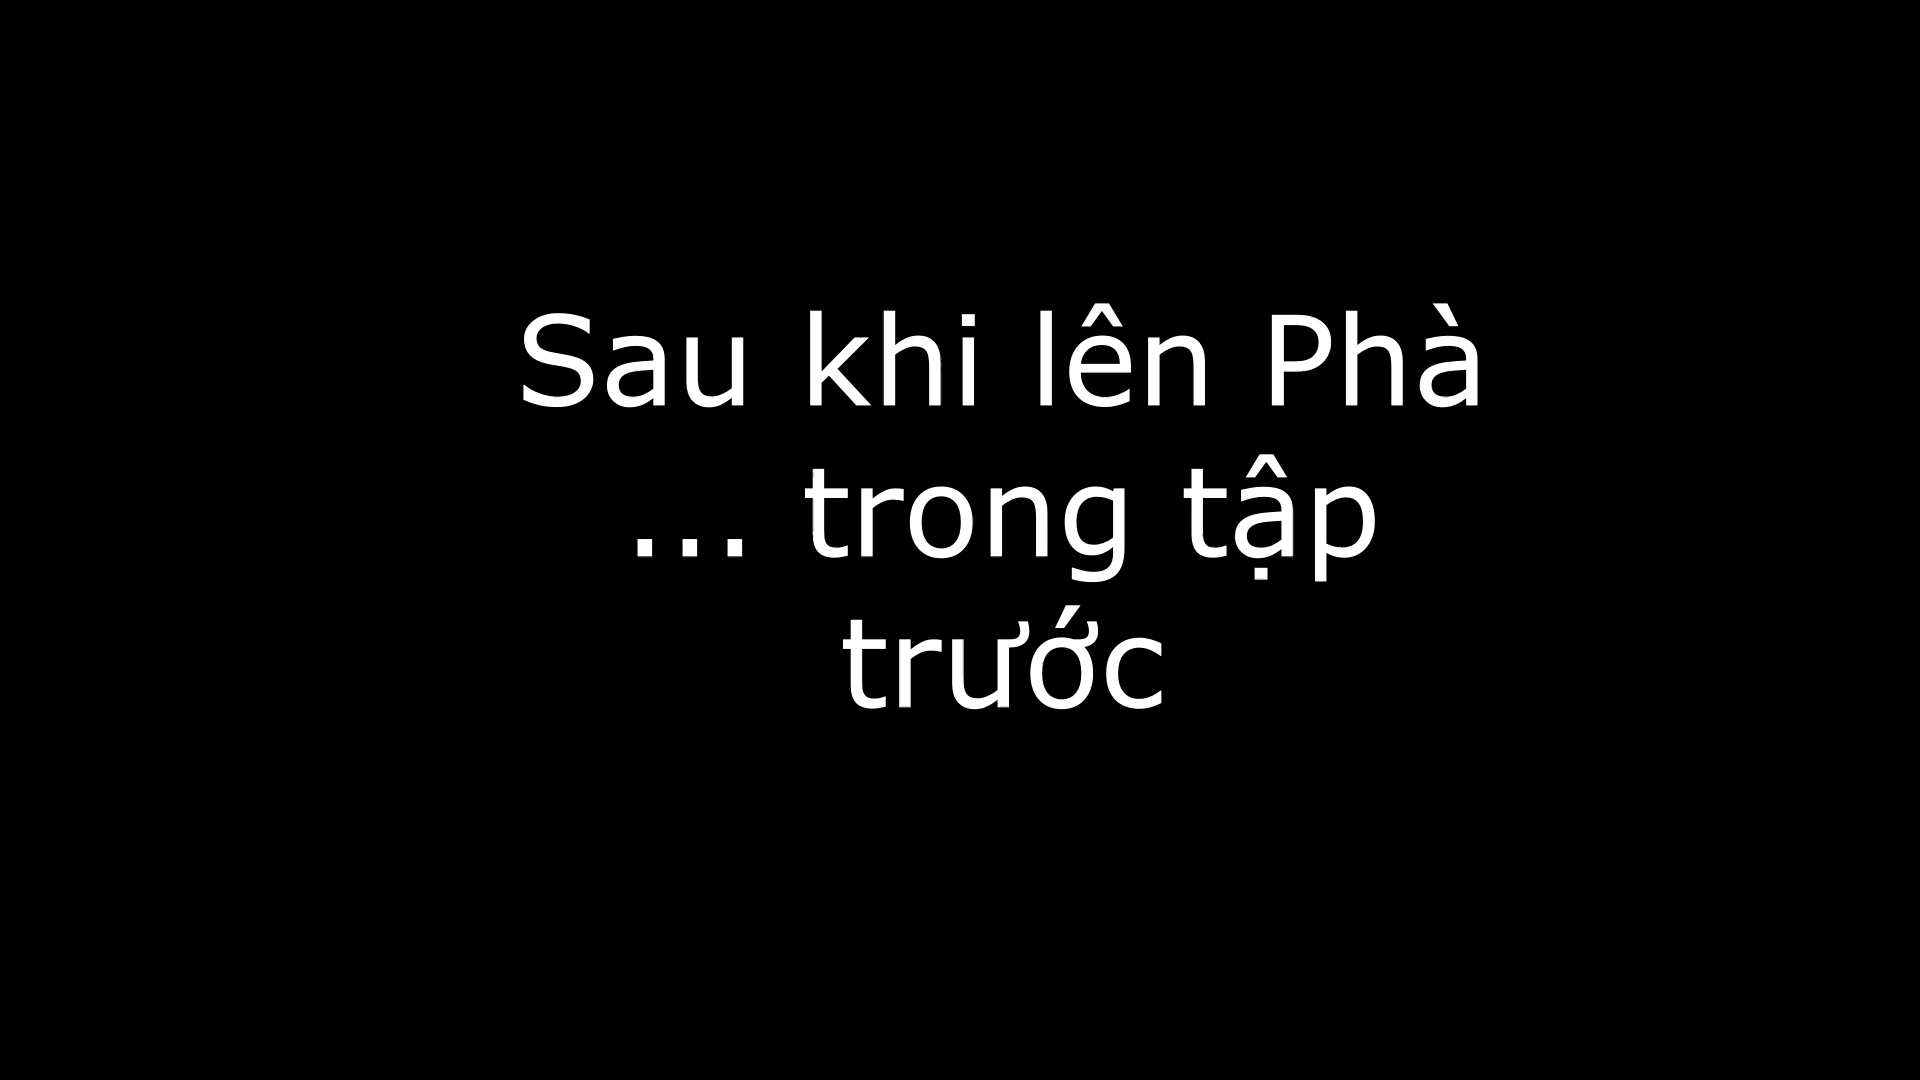 Sau khi lên Phà
... trong tập
trước